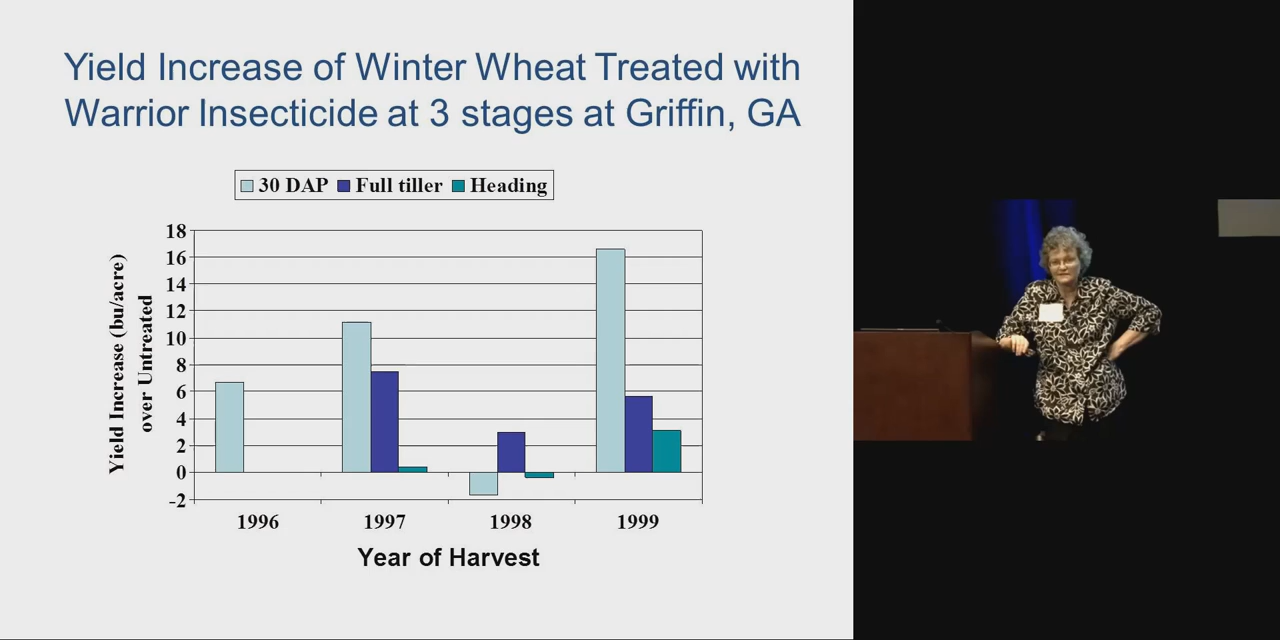 Yield Increase of Winter Wheat Treated with
Warrior Insecticide at 3 stages at Griffin, GA
30 DAP Full tiller Heading
Yield Increase (bu/acre)
over Untreated
18
16
14
12
10
8
6
4
2
0
-2
1996 1997 1998 1999
Year of Harvest